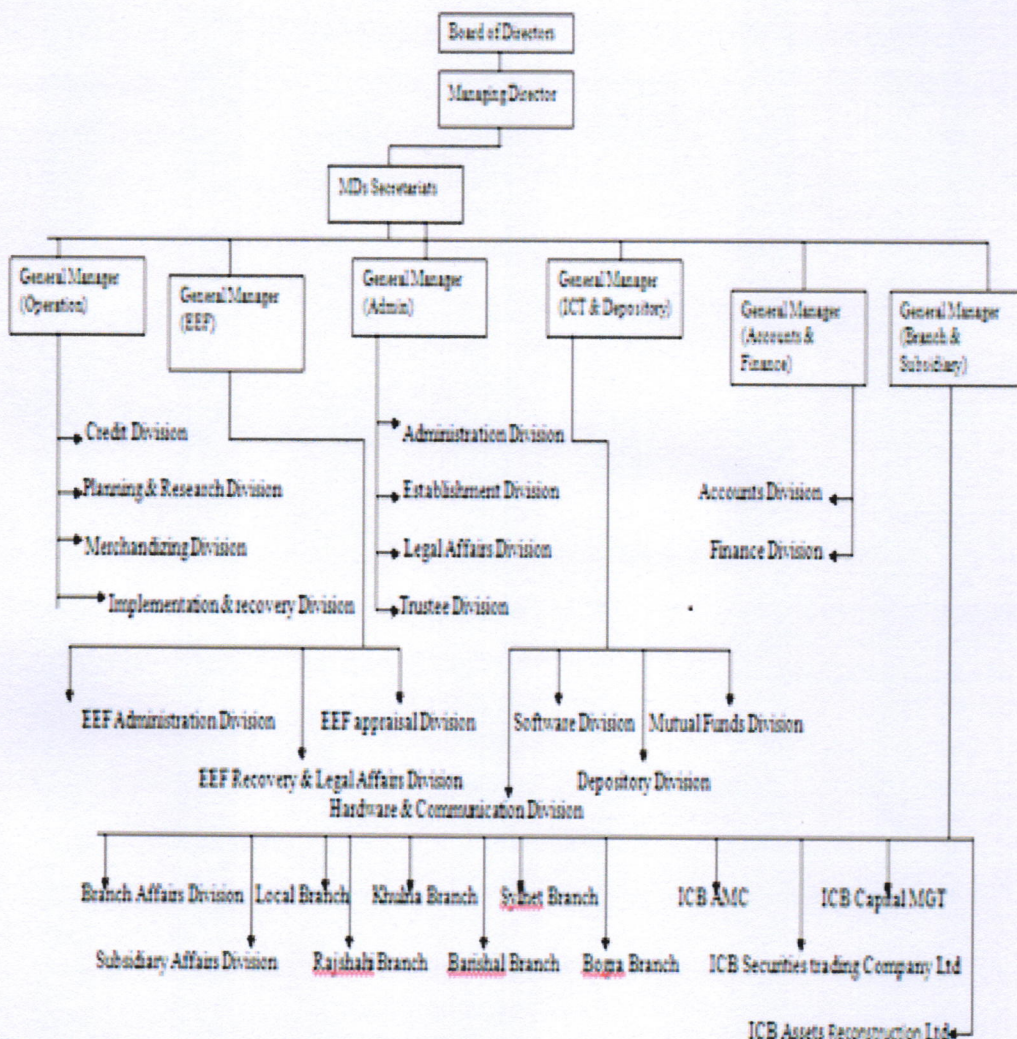 Board of Directors
Managing Director
MDs Secretariats
General Manager
(Operation)
General Manager
(EEF)
General Manager
(Admin)
General Manager
(ICT & Depository)
General Manager
(Accounts &
Finance)
General Manager
(Branch &
Subsidiary)
Credit Division
Planning & Research Division
Merchandizing Division
Implementation & recovery Division
Administration Division
Establishment Division
Legal Affairs Division
Trustee Division
Accounts Division
Finance Division
EEF Administration Division
EEF appraisal Division
EEF Recovery & Legal Affairs Division
Software Division
Mutual Funds Division
Depository Division
Hardware & Communication Division
Branch Affairs Division
Local Branch
Khulna Branch
Sylhet Branch
ICB AMC
ICB Capital MGT
Subsidiary Affairs Division
Rajshahi Branch
Barishal Branch
Bogra Branch
ICB Securities trading Company Ltd
ICB Assets Reconstruction Ltd